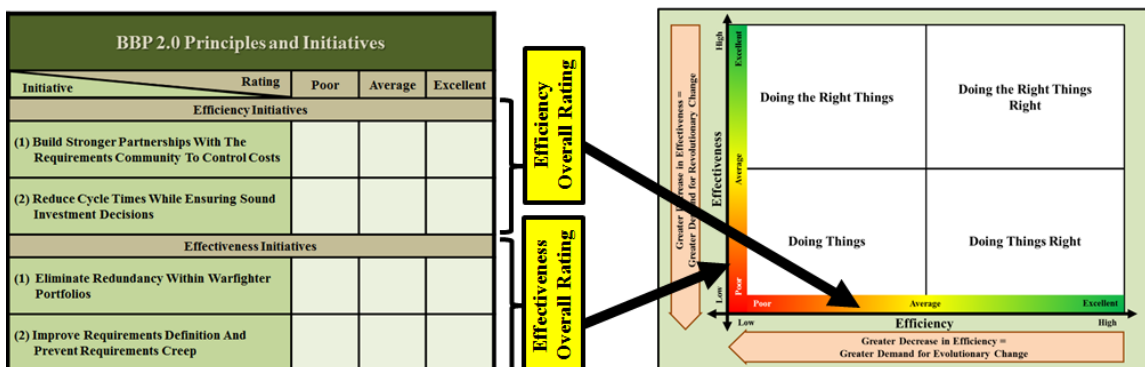 BBP 2.0 Principles and Initiatives
Rating
Initiative
Poor
Average
Excellent
Efficiency Initiatives
(1) Build Stronger Partnerships With The
Requirements Community To Control Costs
(2) Reduce Cycle Times While Ensuring Sound
Investment Decisions
Effectiveness Initiatives
(1) Eliminate Redundancy Within Warfighter
Portfolios
(2) Improve Requirements Definition And
Prevent Requirements Creep
Efficiency
Overall Rating
Effectiveness
Overall Rating
Greater Decrease in Effectiveness =
Greater Demand for Revolutionary Change
Effectiveness
High
Low
Excellent
Average
Poor
Doing the Right Things
Doing the Right Things
Right
Doing Things
Doing Things Right
Poor
Average
Excellent
Low
Efficiency
High
Greater Decrease in Efficiency =
Greater Demand for Evolutionary Change